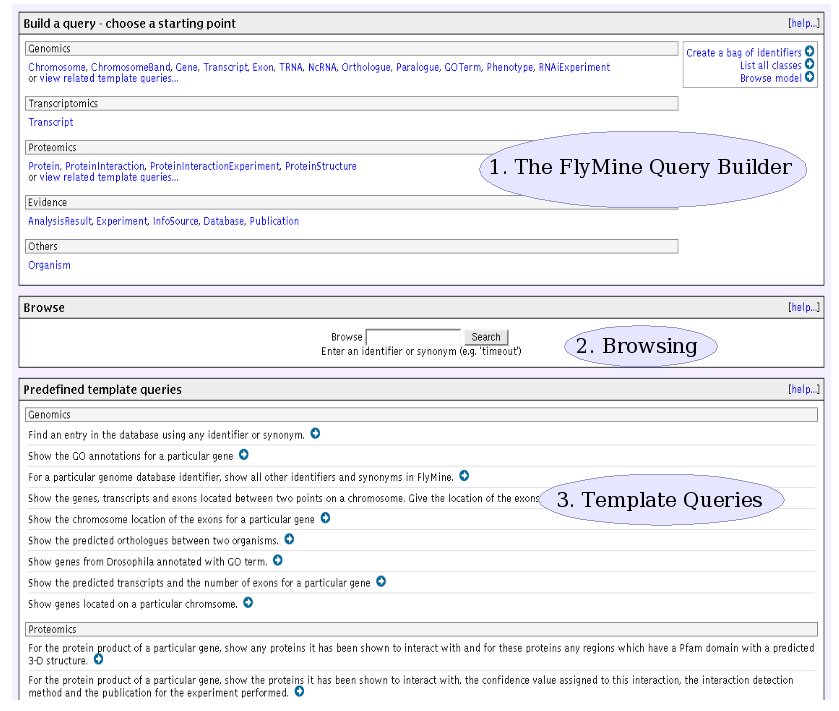 Build a query - choose a starting point [help...]
Genomics
Chromosome, ChromosomeBand, Gene, Transcript, Exon, TRNA, NcRNA, Orthologue, Paralogue, GOTerm, Phenotype, RNAiExperiment
or view related template queries...
Create a bag of identifiers
List all classes
Browse model
Transcriptomics
Transcript
Proteomics
Protein, ProteinInteraction, ProteinInteractionExperiment, ProteinStructure
or view related template queries...
1. The FlyMine Query Builder
Evidence
AnalysisResult, Experiment, InfoSource, Database, Publication
Others
Organism
Browse [help...]
Browse Search
Enter an identifier or synonym (e.g. 'timeout')
2. Browsing
Predefined template queries [help...]
Genomics
Find an entry in the database using any identifier or synonym.
Show the GO annotations for a particular gene
For a particular genome database identifier, show all other identifiers and synonyms in FlyMine.
Show the genes, transcripts and exons located between two points on a chromosome. Give the location of the exons
3. Template Queries
Show the chromosome location of the exons for a particular gene
Show the predicted orthologues between two organisms.
Show genes from Drosophila annotated with GO term.
Show the predicted transcripts and the number of exons for a particular gene
Show genes located on a particular chromsome.
Proteomics
For the protein product of a particular gene, show any proteins it has been shown to interact with and for these proteins any regions which have a Pfam domain with a predicted
3-D structure.
For the protein product of a particular gene, show the proteins it has been shown to interact with, the confidence value assigned to this interaction, the interaction detection
method and the publication for the experiment performed.